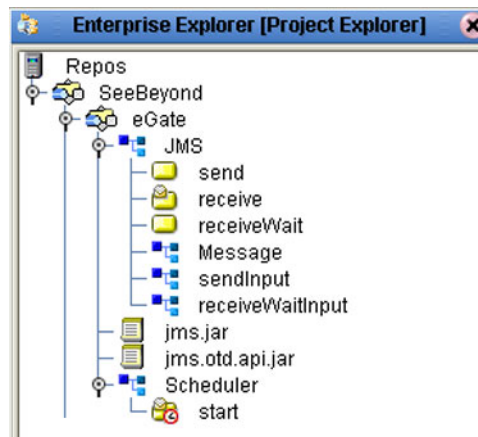 Enterprise Explorer [Project Explorer]
Repos
SeeBeyond
eGate
JMS
send
receive
receiveWait
Message
sendInput
receiveWaitInput
jms.jar
jms.otd.api.jar
Scheduler
start